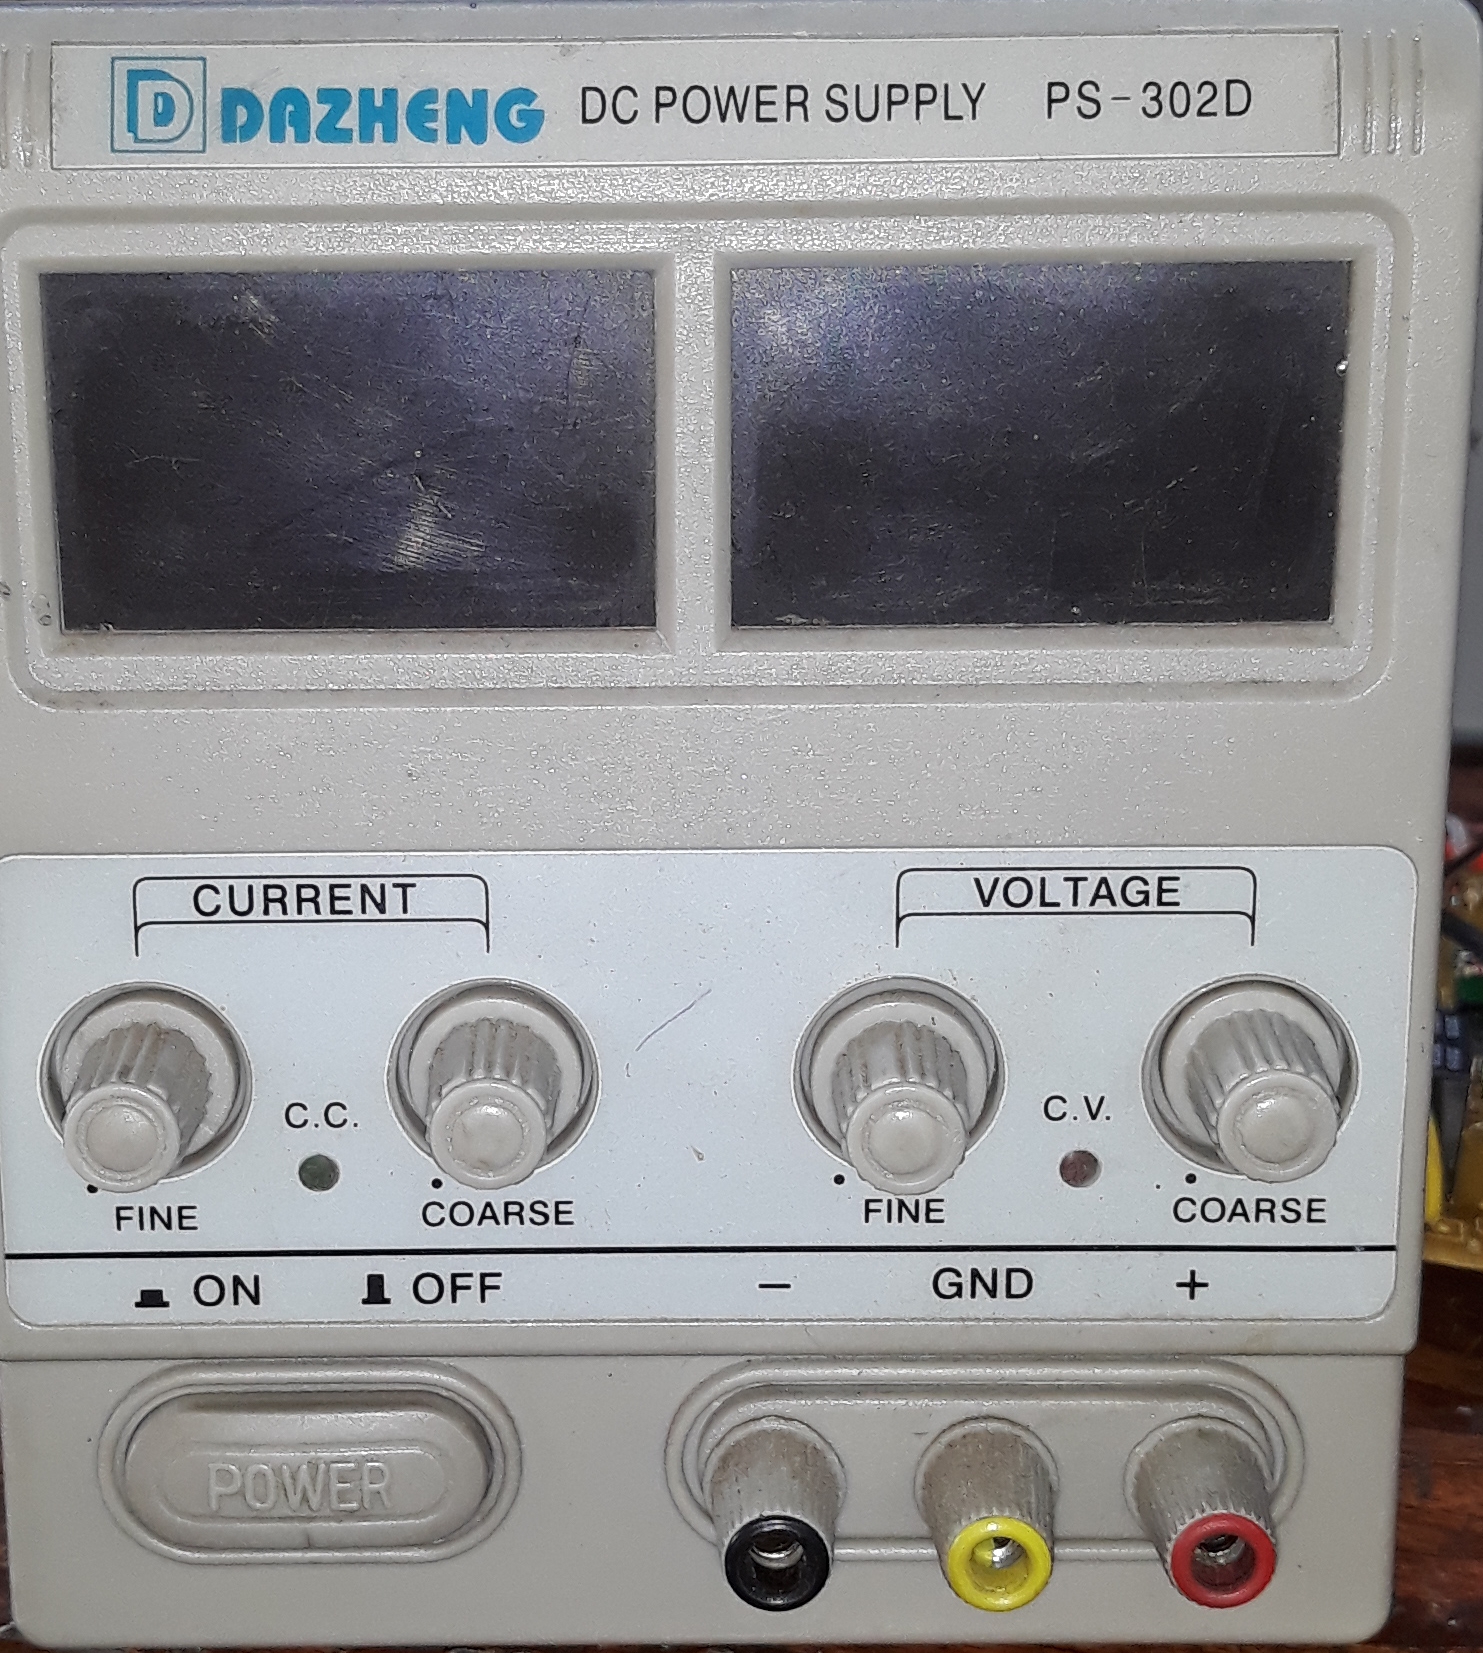 D DAZHENG DC POWER SUPPLY PS-302D
CURRENT VOLTAGE
C.C. C.V.
FINE COARSE FINE COARSE
ON OFF - GND +
POWER